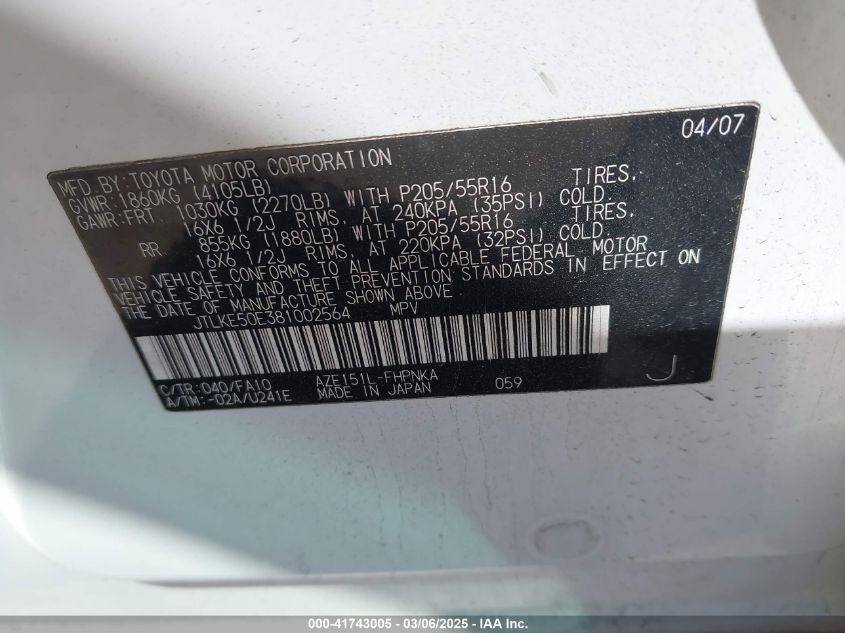 04/07
MFD.BY:TOYOTA MOTOR CORPORATION
GVWR:1860KG (4105LB)
GAWR:FRT. 1030KG (2270LB) WITH P205/55R16 TIRES,
16X6 1/2J RIMS, AT 240KPA (35PSI) COLD.
RR. 855KG (1880LB) WITH P205/55R16 TIRES,
16X6 1/2J RIMS, AT 220KPA (32PSI) COLD.
THIS VEHICLE CONFORMS TO ALL APPLICABLE FEDERAL MOTOR
VEHICLE SAFETY AND THEFT PREVENTION STANDARDS IN EFFECT ON
THE DATE OF MANUFACTURE SHOWN ABOVE.
JTLKE50E381002564 MPV
C/TR:040/FA10 AZE151L-FHPNKA 059 J
A/TM:-02A/U241E MADE IN JAPAN
000-41743005 - 03/06/2025 - IAA Inc.